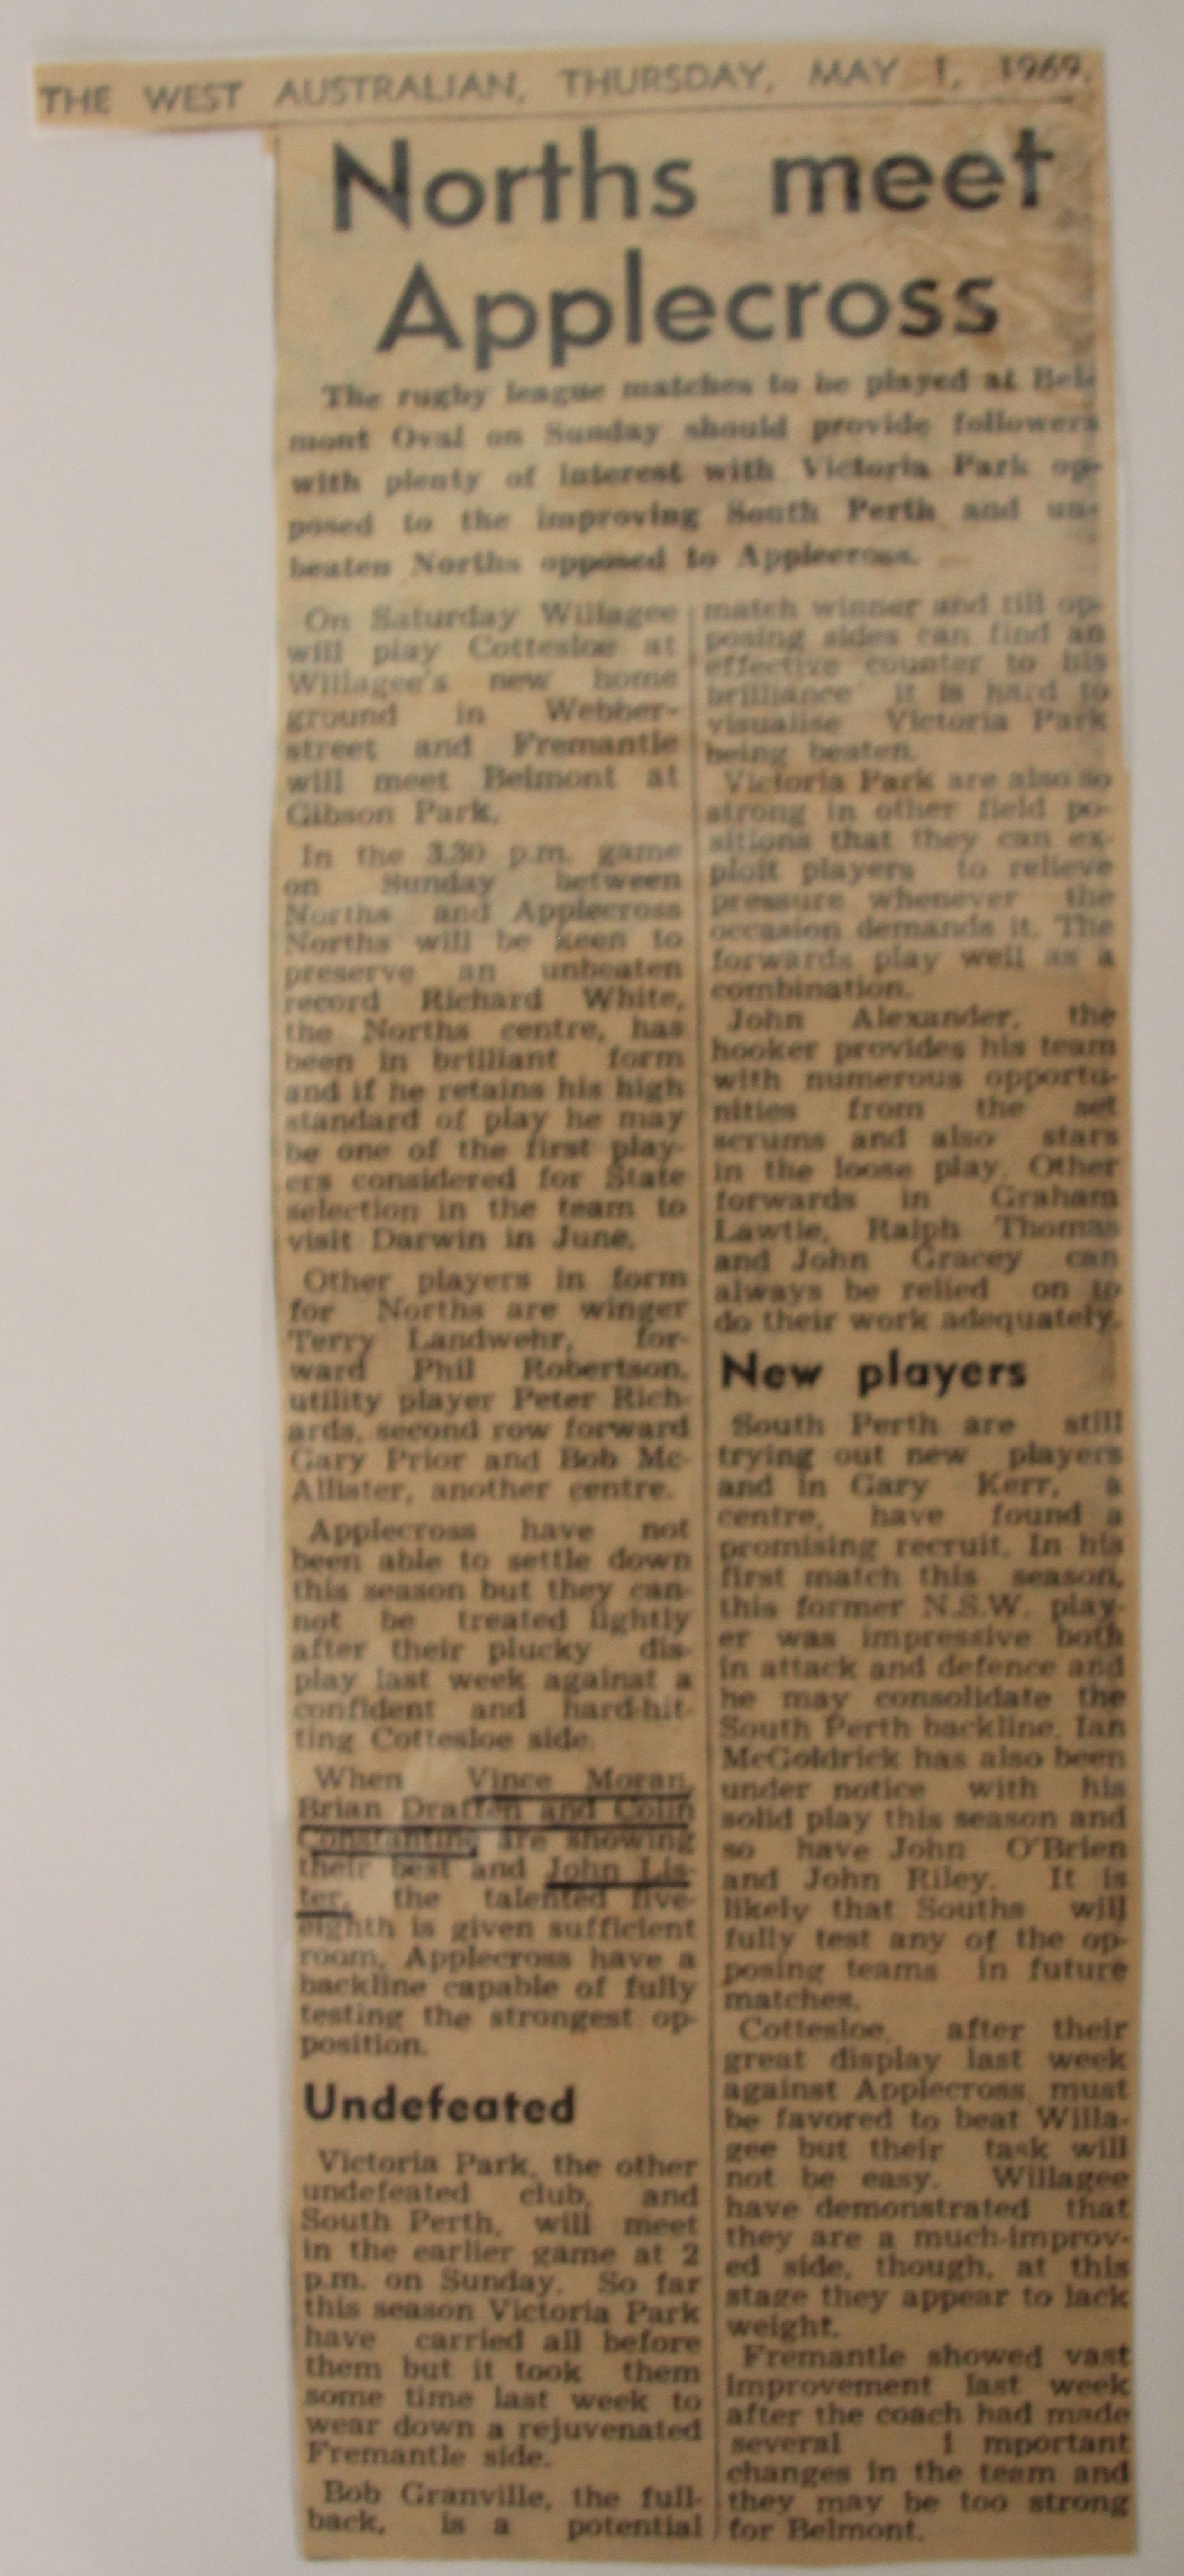 THE WEST AUSTRALIAN, THURSDAY, MAY 1, 1969.
Norths meet
Applecross
The rugby league matches to be played at Bel-
mont Oval on Sunday should provide followers
with plenty of interest with Victoria Park op-
posed to the improving South Perth and un-
beaten Norths opposed to Applecross.
On Saturday Willagee
will play Cottesloe at
Willagee's new home
ground in Webber-
street and Fremantle
will meet Belmont at
Gibson Park.
In the 3.30 p.m. game
on Sunday between
Norths and Applecross
Norths will be keen to
preserve an unbeaten
record Richard White,
the Norths centre, has
been in brilliant form
and if he retains his high
standard of play he may
be one of the first play-
ers considered for State
selection in the team to
visit Darwin in June.
Other players in form
for Norths are winger
Terry Landwehr, for-
ward Phil Robertson,
utility player Peter Rich-
ards, second row forward
Gary Prior and Bob Mc-
Allister, another centre.
Applecross have not
been able to settle down
this season but they can-
not be treated lightly
after their plucky dis-
play last week against a
confident and hard-hit-
ting Cottesloe side.
When Vince Moran,
Brian Draffen and Colin
Constantine are showing
their best and John Lis-
ter, the talented five-
eighth is given sufficient
room, Applecross have a
backline capable of fully
testing the strongest op-
position.
Undefeated
Victoria Park, the other
undefeated club, and
South Perth, will meet
in the earlier game at 2
p.m. on Sunday. So far
this season Victoria Park
have carried all before
them but it took them
some time last week to
wear down a rejuvenated
Fremantle side.
Bob Granville, the full-
back, is a potential
match winner and till op-
posing sides can find an
effective counter to his
brilliance it is hard to
visualise Victoria Park
being beaten.
Victoria Park are also so
strong in other field po-
sitions that they can ex-
ploit players to relieve
pressure whenever the
occasion demands it. The
forwards play well as a
combination.
John Alexander, the
hooker provides his team
with numerous opportu-
nities from the set
scrums and also stars
in the loose play. Other
forwards in Graham
Lawtie, Ralph Thomas
and John Gracey can
always be relied on to
do their work adequately.
New players
South Perth are still
trying out new players
and in Gary Kerr, a
centre, have found a
promising recruit. In his
first match this season,
this former N.S.W. play-
er was impressive both
in attack and defence and
he may consolidate the
South Perth backline. Ian
McGoldrick has also been
under notice with his
solid play this season and
so have John O'Brien
and John Riley. It is
likely that Souths will
fully test any of the op-
posing teams in future
matches.
Cottesloe, after their
great display last week
against Applecross, must
be favored to beat Willa-
gee but their task will
not be easy. Willagee
have demonstrated that
they are a much-improv-
ed side, though, at this
stage they appear to lack
weight.
Fremantle showed vast
improvement last week
after the coach had made
several i mportant
changes in the team and
they may be too strong
for Belmont.